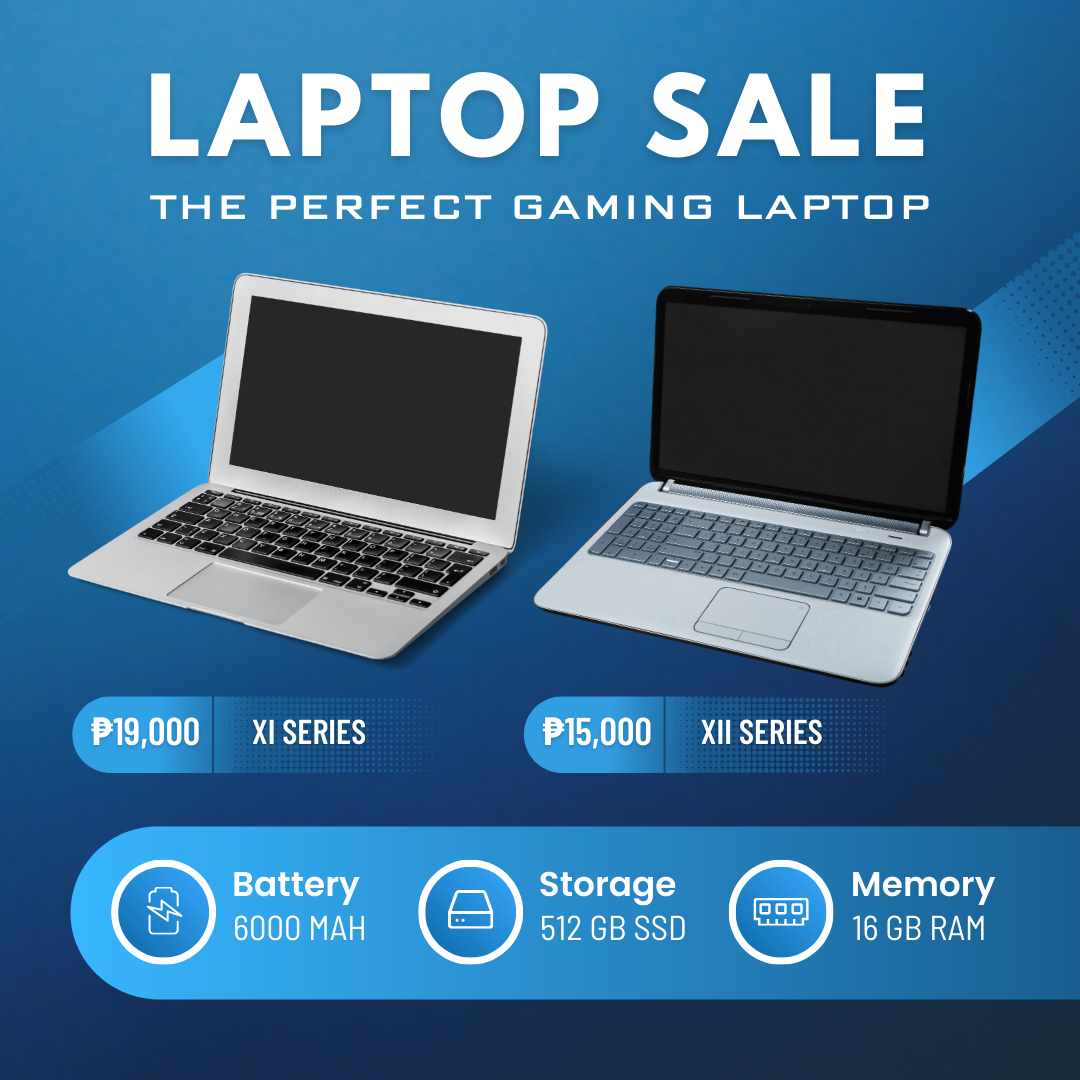 LAPTOP SALE
THE PERFECT GAMING LAPTOP
₱19,000 XI SERIES
₱15,000 XII SERIES
Battery
6000 MAH
Storage
512 GB SSD
Memory
16 GB RAM